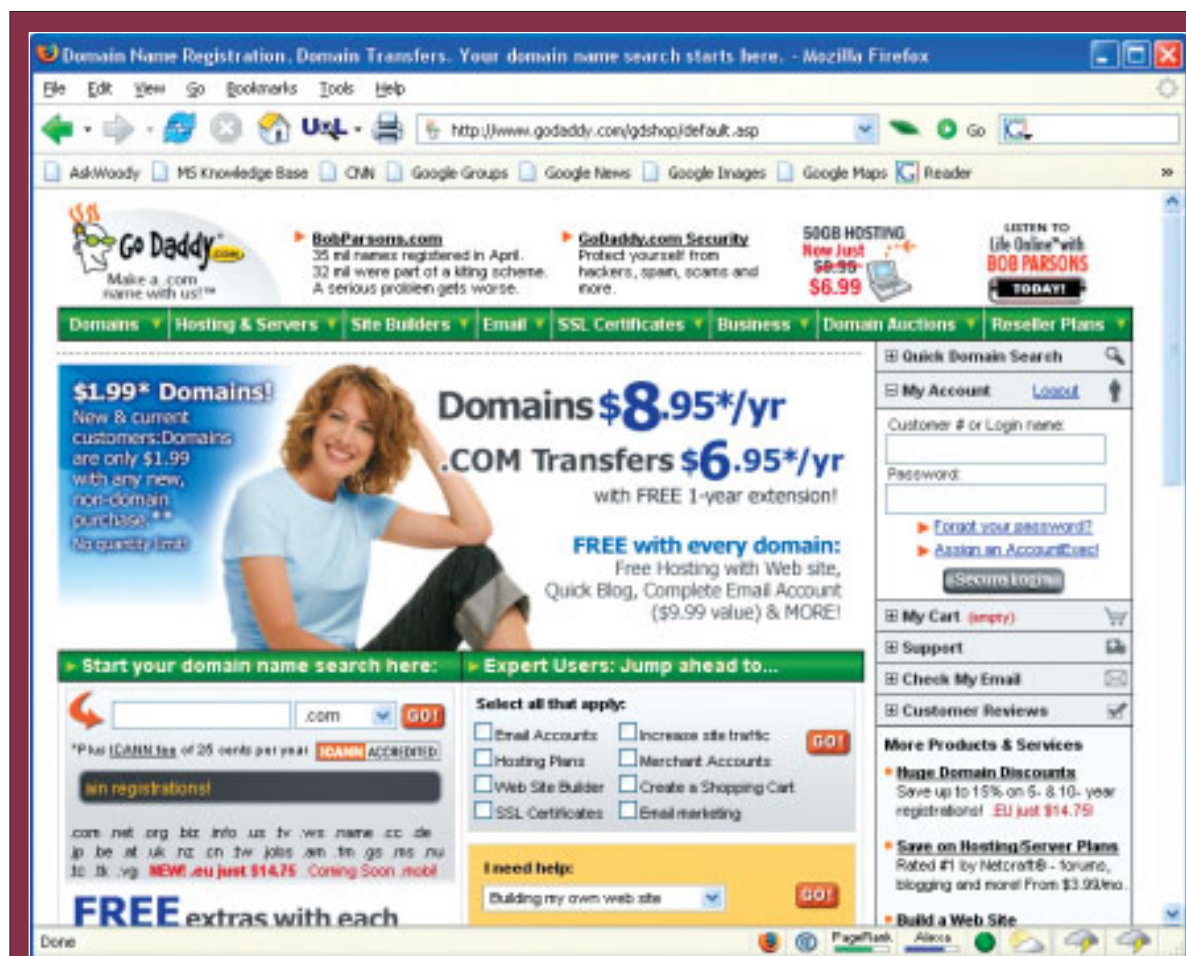 Domain Name Registration, Domain Transfers. Your domain name search starts here. - Mozilla Firefox
File Edit View Go Bookmarks Tools Help
http://www.godaddy.com/gdshop/default.asp
Go
AskWoody MS Knowledge Base CNN Google Groups Google News Google Images Google Maps Reader »
Go Daddy .com
Make a .com
name with us!™
BobParsons.com
35 mil names registered in April.
32 mil were part of a kiting scheme.
A serious problem gets worse.
GoDaddy.com Security
Protect yourself from
hackers, spam, scams and
more.
50GB HOSTING
Now Just
$9.95
$6.99
LISTEN TO
Life Online™ with
BOB PARSONS
TODAY!
Domains Hosting & Servers Site Builders Email SSL Certificates Business Domain Auctions Reseller Plans
$1.99* Domains!
New & current
customers:Domains
are only $1.99
with any new,
non-domain
purchase,**
No quantity limit!
Domains $8.95*/yr
.COM Transfers $6.95*/yr
with FREE 1-year extension!
FREE with every domain:
Free Hosting with Web site,
Quick Blog, Complete Email Account
($9.99 value) & MORE!
Quick Domain Search
My Account Logout
Customer # or Login name:
Password:
Forgot your password?
Assign an AccountExec!
Secure Login
My Cart (empty)
Support
Check My Email
Customer Reviews
More Products & Services
Huge Domain Discounts
Save up to 15% on 5- & 10- year
registrations! .EU just $14.75!
Save on Hosting/Server Plans
Rated #1 by Netcraft® - forums,
blogging and more! From $3.99/mo.
Build a Web Site
Start your domain name search here:
.com GO!
*Plus ICANN fee of 25 cents per year ICANN ACCREDITED
ain registrations!
.com .net .org .biz .info .us .tv .ws .name .cc .de
.jp .be .at .uk .nz .cn .tw .jobs .am .fm .gs .ms .nu
.tc .tk .vg NEW! .eu just $14.75 Coming Soon .mobi!
FREE extras with each
Expert Users: Jump ahead to...
Select all that apply:
Email Accounts Increase site traffic
Hosting Plans Merchant Accounts
Web Site Builder Create a Shopping Cart
SSL Certificates Email marketing
GO!
I need help:
Building my own web site GO!
Done
PageRank Alexa